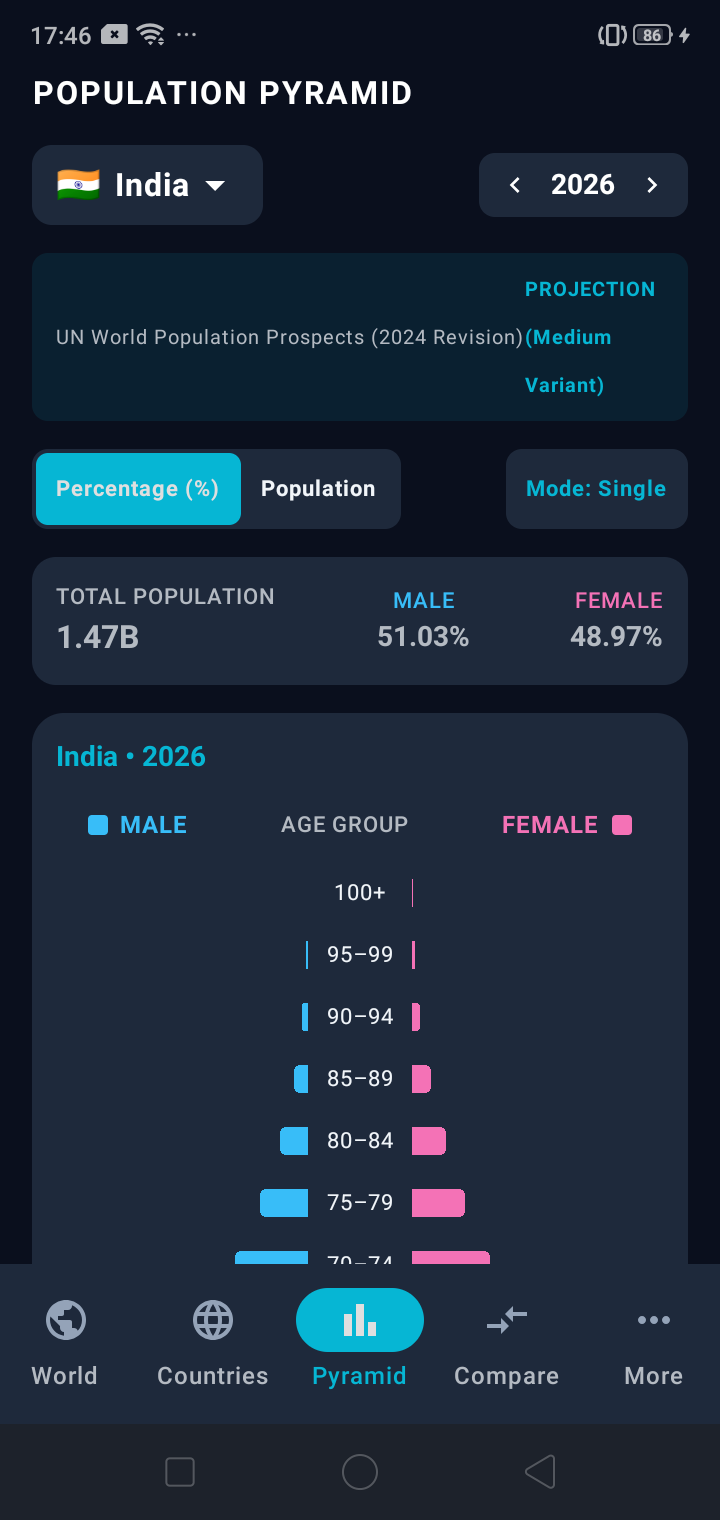 17:46
86
POPULATION PYRAMID
India
2026
PROJECTION
UN World Population Prospects (2024 Revision)(Medium
Variant)
Percentage (%)
Population
Mode: Single
TOTAL POPULATION
MALE
FEMALE
1.47B
51.03%
48.97%
India • 2026
MALE
AGE GROUP
FEMALE
100+
95–99
90–94
85–89
80–84
75–79
70–74
World
Countries
Pyramid
Compare
More